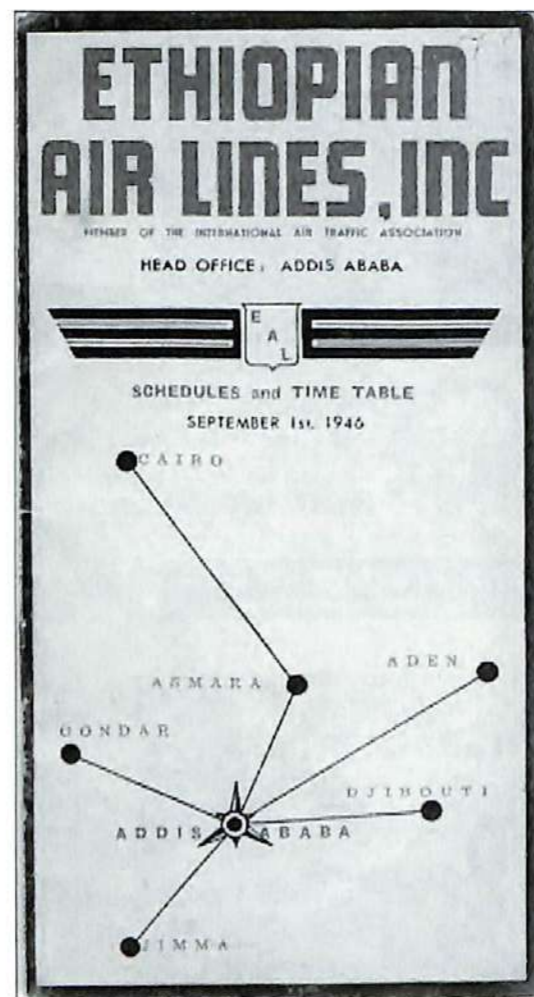 ETHIOPIAN
AIR LINES, INC
MEMBER OF THE INTERNATIONAL AIR TRAFFIC ASSOCIATION
HEAD OFFICE: ADDIS ABABA
E
A
L
SCHEDULES and TIME TABLE
SEPTEMBER 1st. 1946
CAIRO
ADEN
ASMARA
GONDAR
DJIBOUTI
ADDIS ABABA
JIMMA